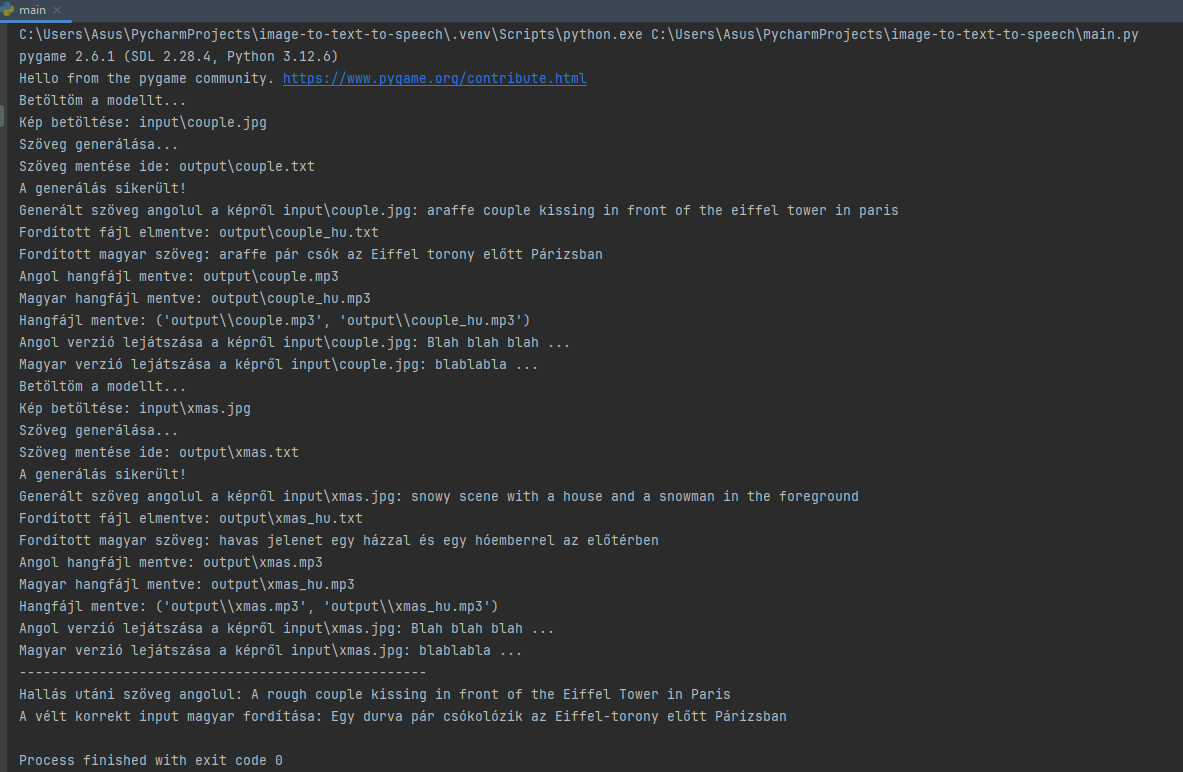 main
C:\Users\Asus\PycharmProjects\image-to-text-to-speech\.venv\Scripts\python.exe C:\Users\Asus\PycharmProjects\image-to-text-to-speech\main.py
pygame 2.6.1 (SDL 2.28.4, Python 3.12.6)
Hello from the pygame community. https://www.pygame.org/contribute.html
Betöltöm a modellt...
Kép betöltése: input\couple.jpg
Szöveg generálása...
Szöveg mentése ide: output\couple.txt
A generálás sikerült!
Generált szöveg angolul a képről input\couple.jpg: araffe couple kissing in front of the eiffel tower in paris
Fordított fájl elmentve: output\couple_hu.txt
Fordított magyar szöveg: araffe pár csók az Eiffel torony előtt Párizsban
Angol hangfájl mentve: output\couple.mp3
Magyar hangfájl mentve: output\couple_hu.mp3
Hangfájl mentve: ('output\\couple.mp3', 'output\\couple_hu.mp3')
Angol verzió lejátszása a képről input\couple.jpg: Blah blah blah ...
Magyar verzió lejátszása a képről input\couple.jpg: blablabla ...
Betöltöm a modellt...
Kép betöltése: input\xmas.jpg
Szöveg generálása...
Szöveg mentése ide: output\xmas.txt
A generálás sikerült!
Generált szöveg angolul a képről input\xmas.jpg: snowy scene with a house and a snowman in the foreground
Fordított fájl elmentve: output\xmas_hu.txt
Fordított magyar szöveg: havas jelenet egy házzal és egy hóemberrel az előtérben
Angol hangfájl mentve: output\xmas.mp3
Magyar hangfájl mentve: output\xmas_hu.mp3
Hangfájl mentve: ('output\\xmas.mp3', 'output\\xmas_hu.mp3')
Angol verzió lejátszása a képről input\xmas.jpg: Blah blah blah ...
Magyar verzió lejátszása a képről input\xmas.jpg: blablabla ...
---------------------------------------------------
Hallás utáni szöveg angolul: A rough couple kissing in front of the Eiffel Tower in Paris
A vélt korrekt input magyar fordítása: Egy durva pár csókolózik az Eiffel-torony előtt Párizsban
Process finished with exit code 0